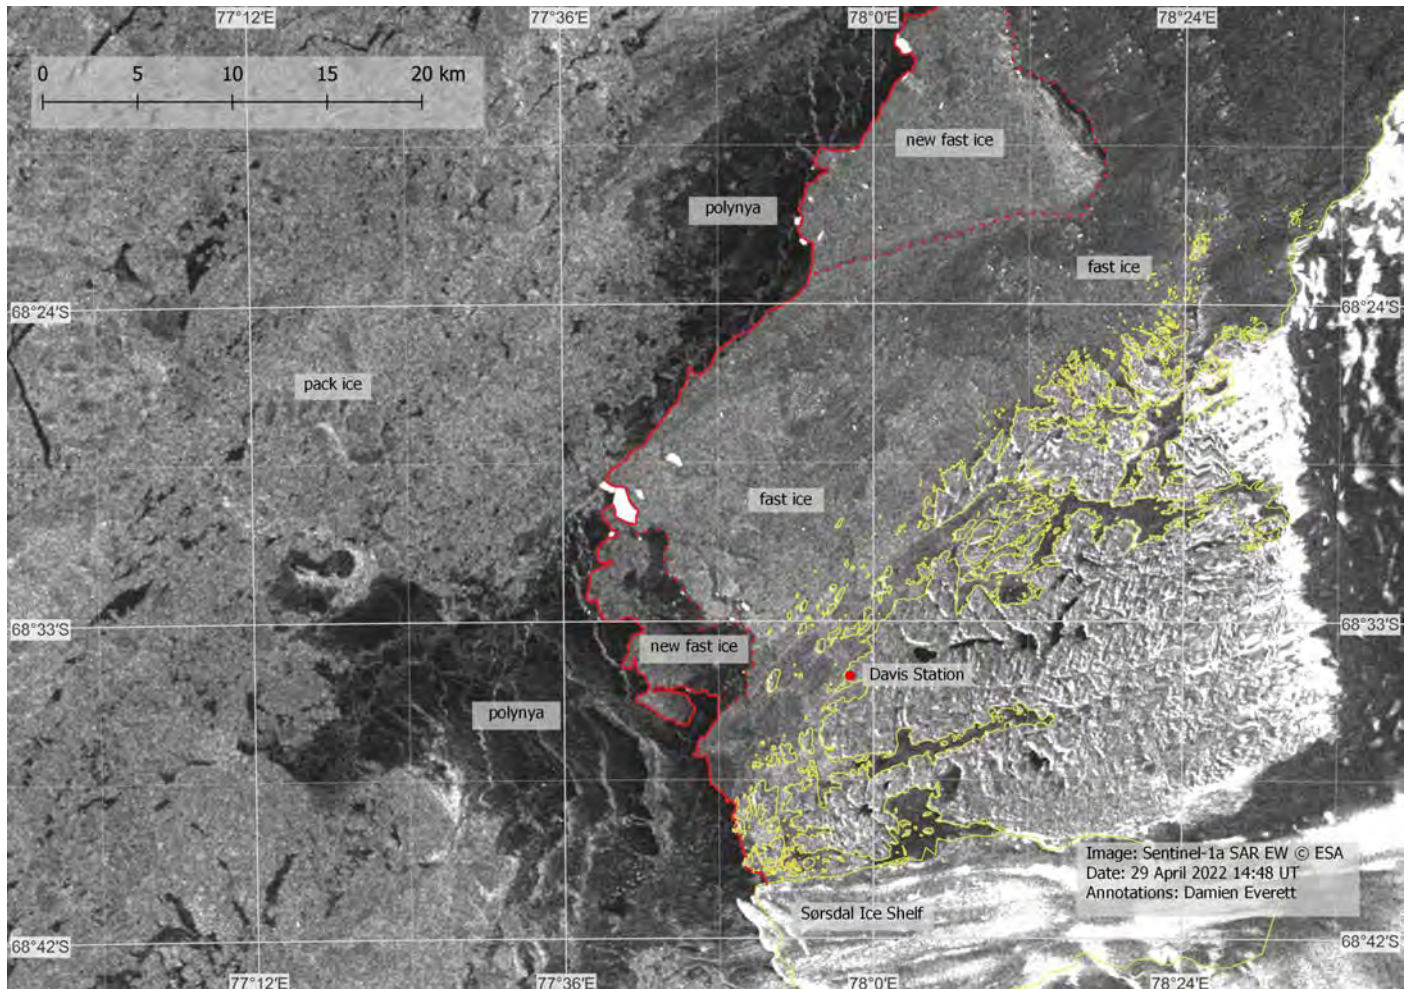 77°12'E
77°36'E
78°0'E
78°24'E
0 5 10 15 20 km
new fast ice
polynya
fast ice
68°24'S
68°24'S
pack ice
fast ice
68°33'S
68°33'S
new fast ice
Davis Station
polynya
Image: Sentinel-1a SAR EW © ESA
Date: 29 April 2022 14:48 UT
Annotations: Damien Everett
Sørsdal Ice Shelf
68°42'S
68°42'S
77°12'E
77°36'E
78°0'E
78°24'E